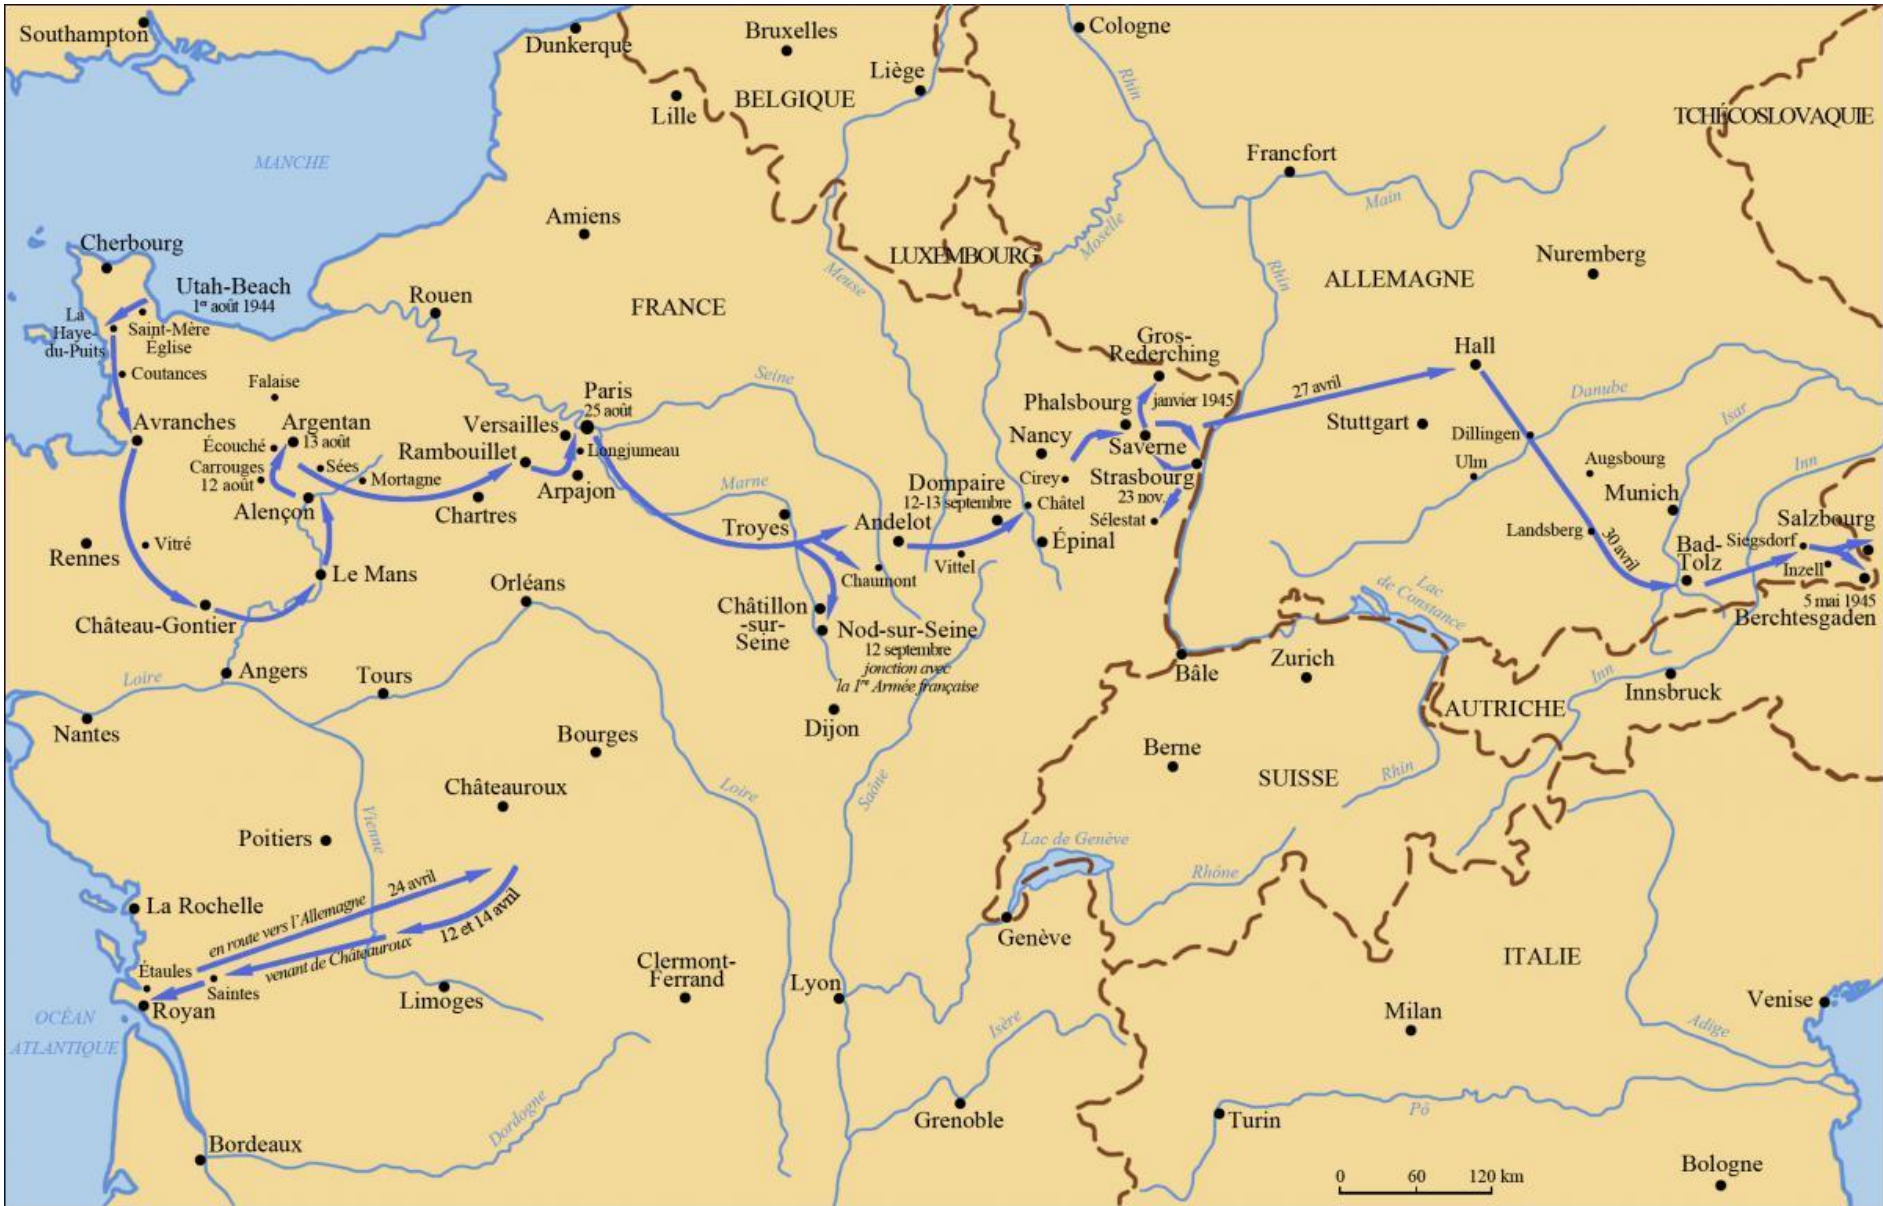 Southampton
Dunkerque
Lille
Bruxelles
BELGIQUE
Liège
Cologne
Rhin
TCHÉCOSLOVAQUIE
MANCHE
Francfort
Main
Amiens
Moselle
Cherbourg
LUXEMBOURG
Meuse
Rhin
ALLEMAGNE
Nuremberg
Utah-Beach
1er août 1944
La
Haye-
du-Puits
Saint-Mère
Église
Rouen
FRANCE
Coutances
Falaise
Seine
Gros-
Rederching
Hall
27 avril
Danube
Isar
Inn
Avranches
Argentan
13 août
Écouché
Carrouges
12 août
Sées
Mortagne
Alençon
Versailles
Paris
25 août
Longjumeau
Rambouillet
Arpajon
Chartres
Phalsbourg
janvier 1945
Nancy
Saverne
Cirey
Strasbourg
23 nov.
Sélestat
Stuttgart
Dillingen
Ulm
Augsbourg
Munich
Marne
Troyes
Dompaire
12-13 septembre
Andelot
Châtel
Épinal
Vittel
Chaumont
Landsberg
30 avril
Bad-
Tolz
Siegsdorf
Salzbourg
Inzell
5 mai 1945
Berchtesgaden
Rennes
Vitré
Le Mans
Orléans
Château-Gontier
Châtillon
-sur-
Seine
Nod-sur-Seine
12 septembre
jonction avec
la 1re Armée française
Lac
de Constance
Loire
Angers
Tours
Nantes
Dijon
Bâle
Zurich
Inn
Innsbruck
AUTRICHE
Bourges
Châteauroux
Loire
Saône
Berne
SUISSE
Rhin
Poitiers
Vienne
Lac de Genève
Rhône
La Rochelle
en route vers l'Allemagne
24 avril
12 et 14 avril
venant de Châteauroux
Genève
ITALIE
Étaules
Saintes
Royan
Limoges
Clermont-
Ferrand
Lyon
Isère
Milan
Venise
Adige
OCÉAN
ATLANTIQUE
Dordogne
Grenoble
Turin
Pô
Bordeaux
Bologne
0 60 120 km